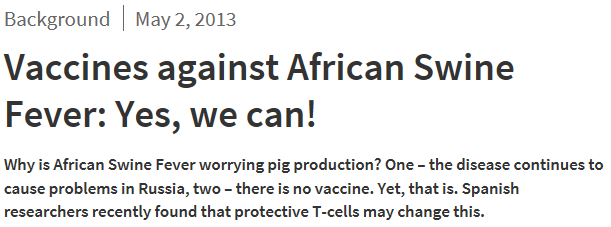 Background | May 2, 2013
Vaccines against African Swine
Fever: Yes, we can!
Why is African Swine Fever worrying pig production? One – the disease continues to
cause problems in Russia, two – there is no vaccine. Yet, that is. Spanish
researchers recently found that protective T-cells may change this.